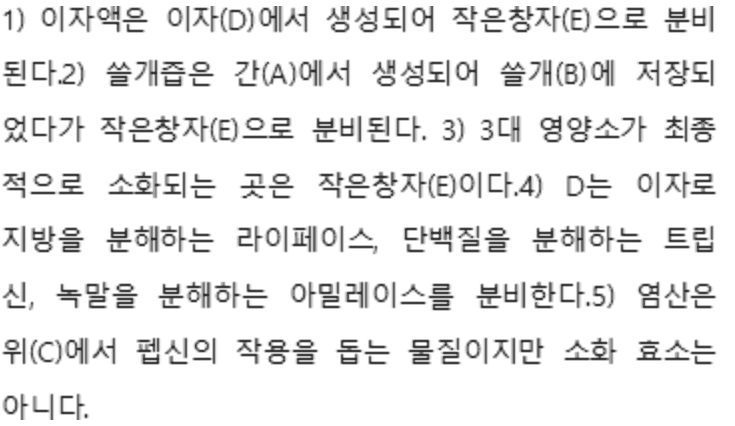 1) 이자액은 이자(D)에서 생성되어 작은창자(E)으로 분비
된다.2) 쓸개즙은 간(A)에서 생성되어 쓸개(B)에 저장되
었다가 작은창자(E)으로 분비된다. 3) 3대 영양소가 최종
적으로 소화되는 곳은 작은창자(E)이다.4) D는 이자로
지방을 분해하는 라이페이스, 단백질을 분해하는 트립
신, 녹말을 분해하는 아밀레이스를 분비한다.5) 염산은
위(C)에서 펩신의 작용을 돕는 물질이지만 소화 효소는
아니다.